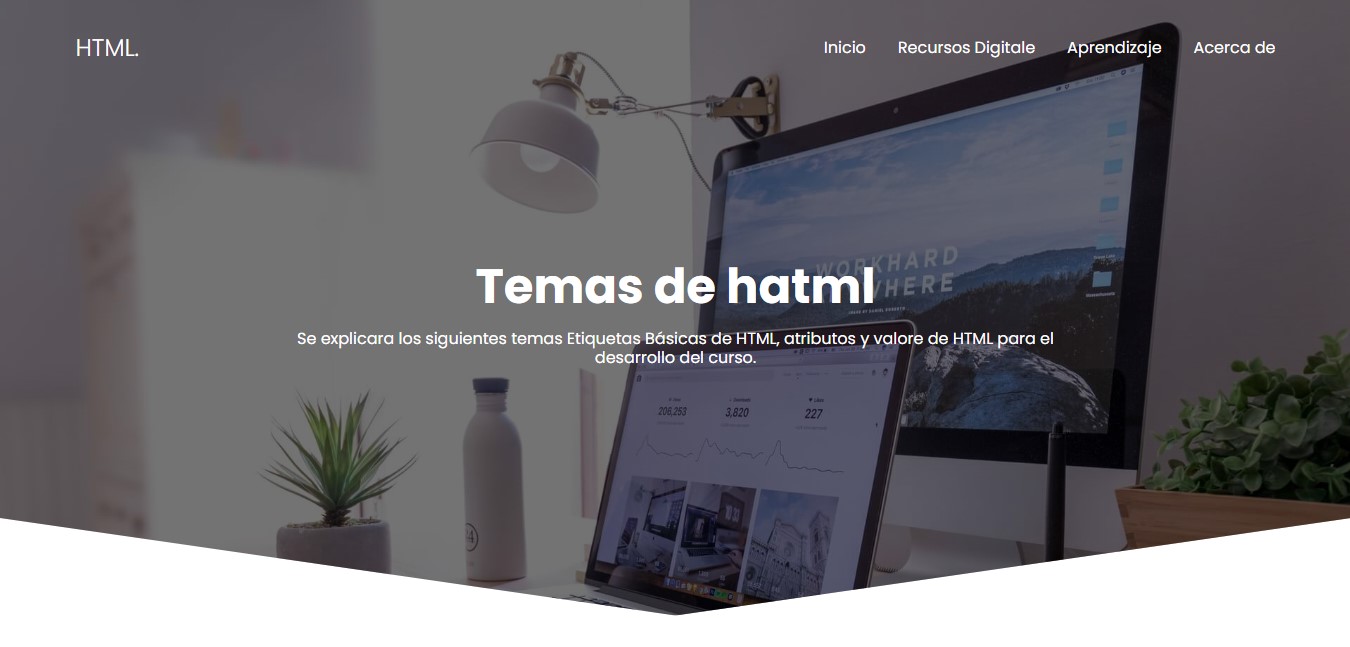 HTML.
Inicio Recursos Digitale Aprendizaje Acerca de
WORKHARD
WHERE
Temas de hatml
Se explicara los siguientes temas Etiquetas Básicas de HTML, atributos y valore de HTML para el
desarrollo del curso.
208,253 3,820 227